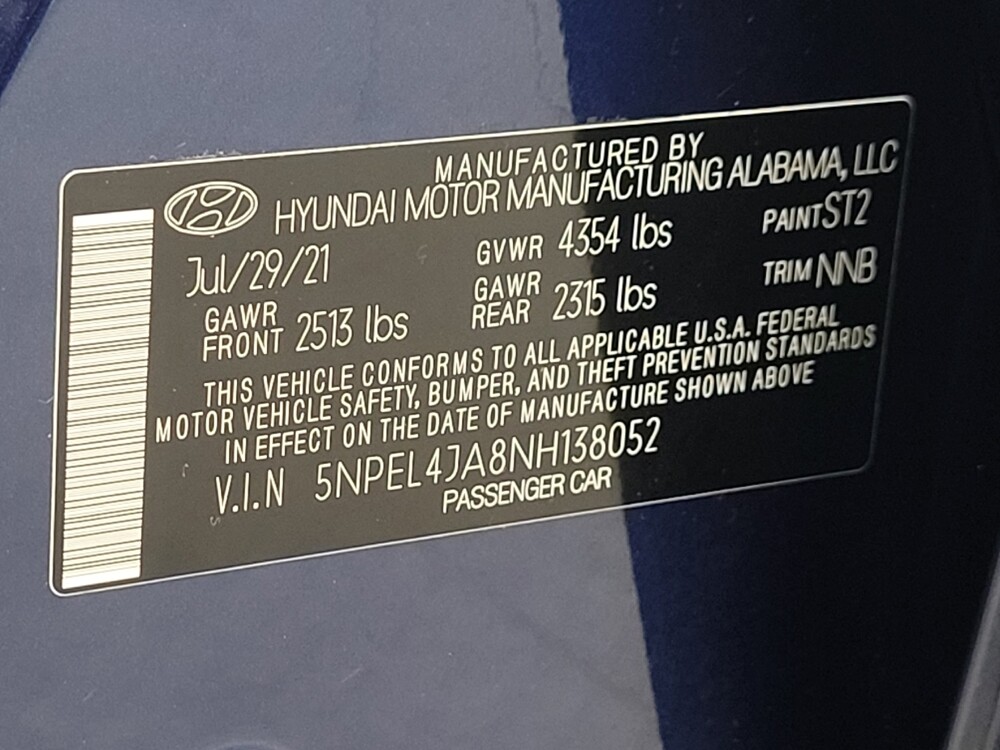 MANUFACTURED BY
HYUNDAI MOTOR MANUFACTURING ALABAMA, LLC
Jul/29/21 GVWR 4354 lbs PAINT ST2
GAWR FRONT 2513 lbs GAWR REAR 2315 lbs TRIM NNB
THIS VEHICLE CONFORMS TO ALL APPLICABLE U.S.A. FEDERAL
MOTOR VEHICLE SAFETY, BUMPER, AND THEFT PREVENTION STANDARDS
IN EFFECT ON THE DATE OF MANUFACTURE SHOWN ABOVE
V.I.N 5NPEL4JA8NH138052
PASSENGER CAR